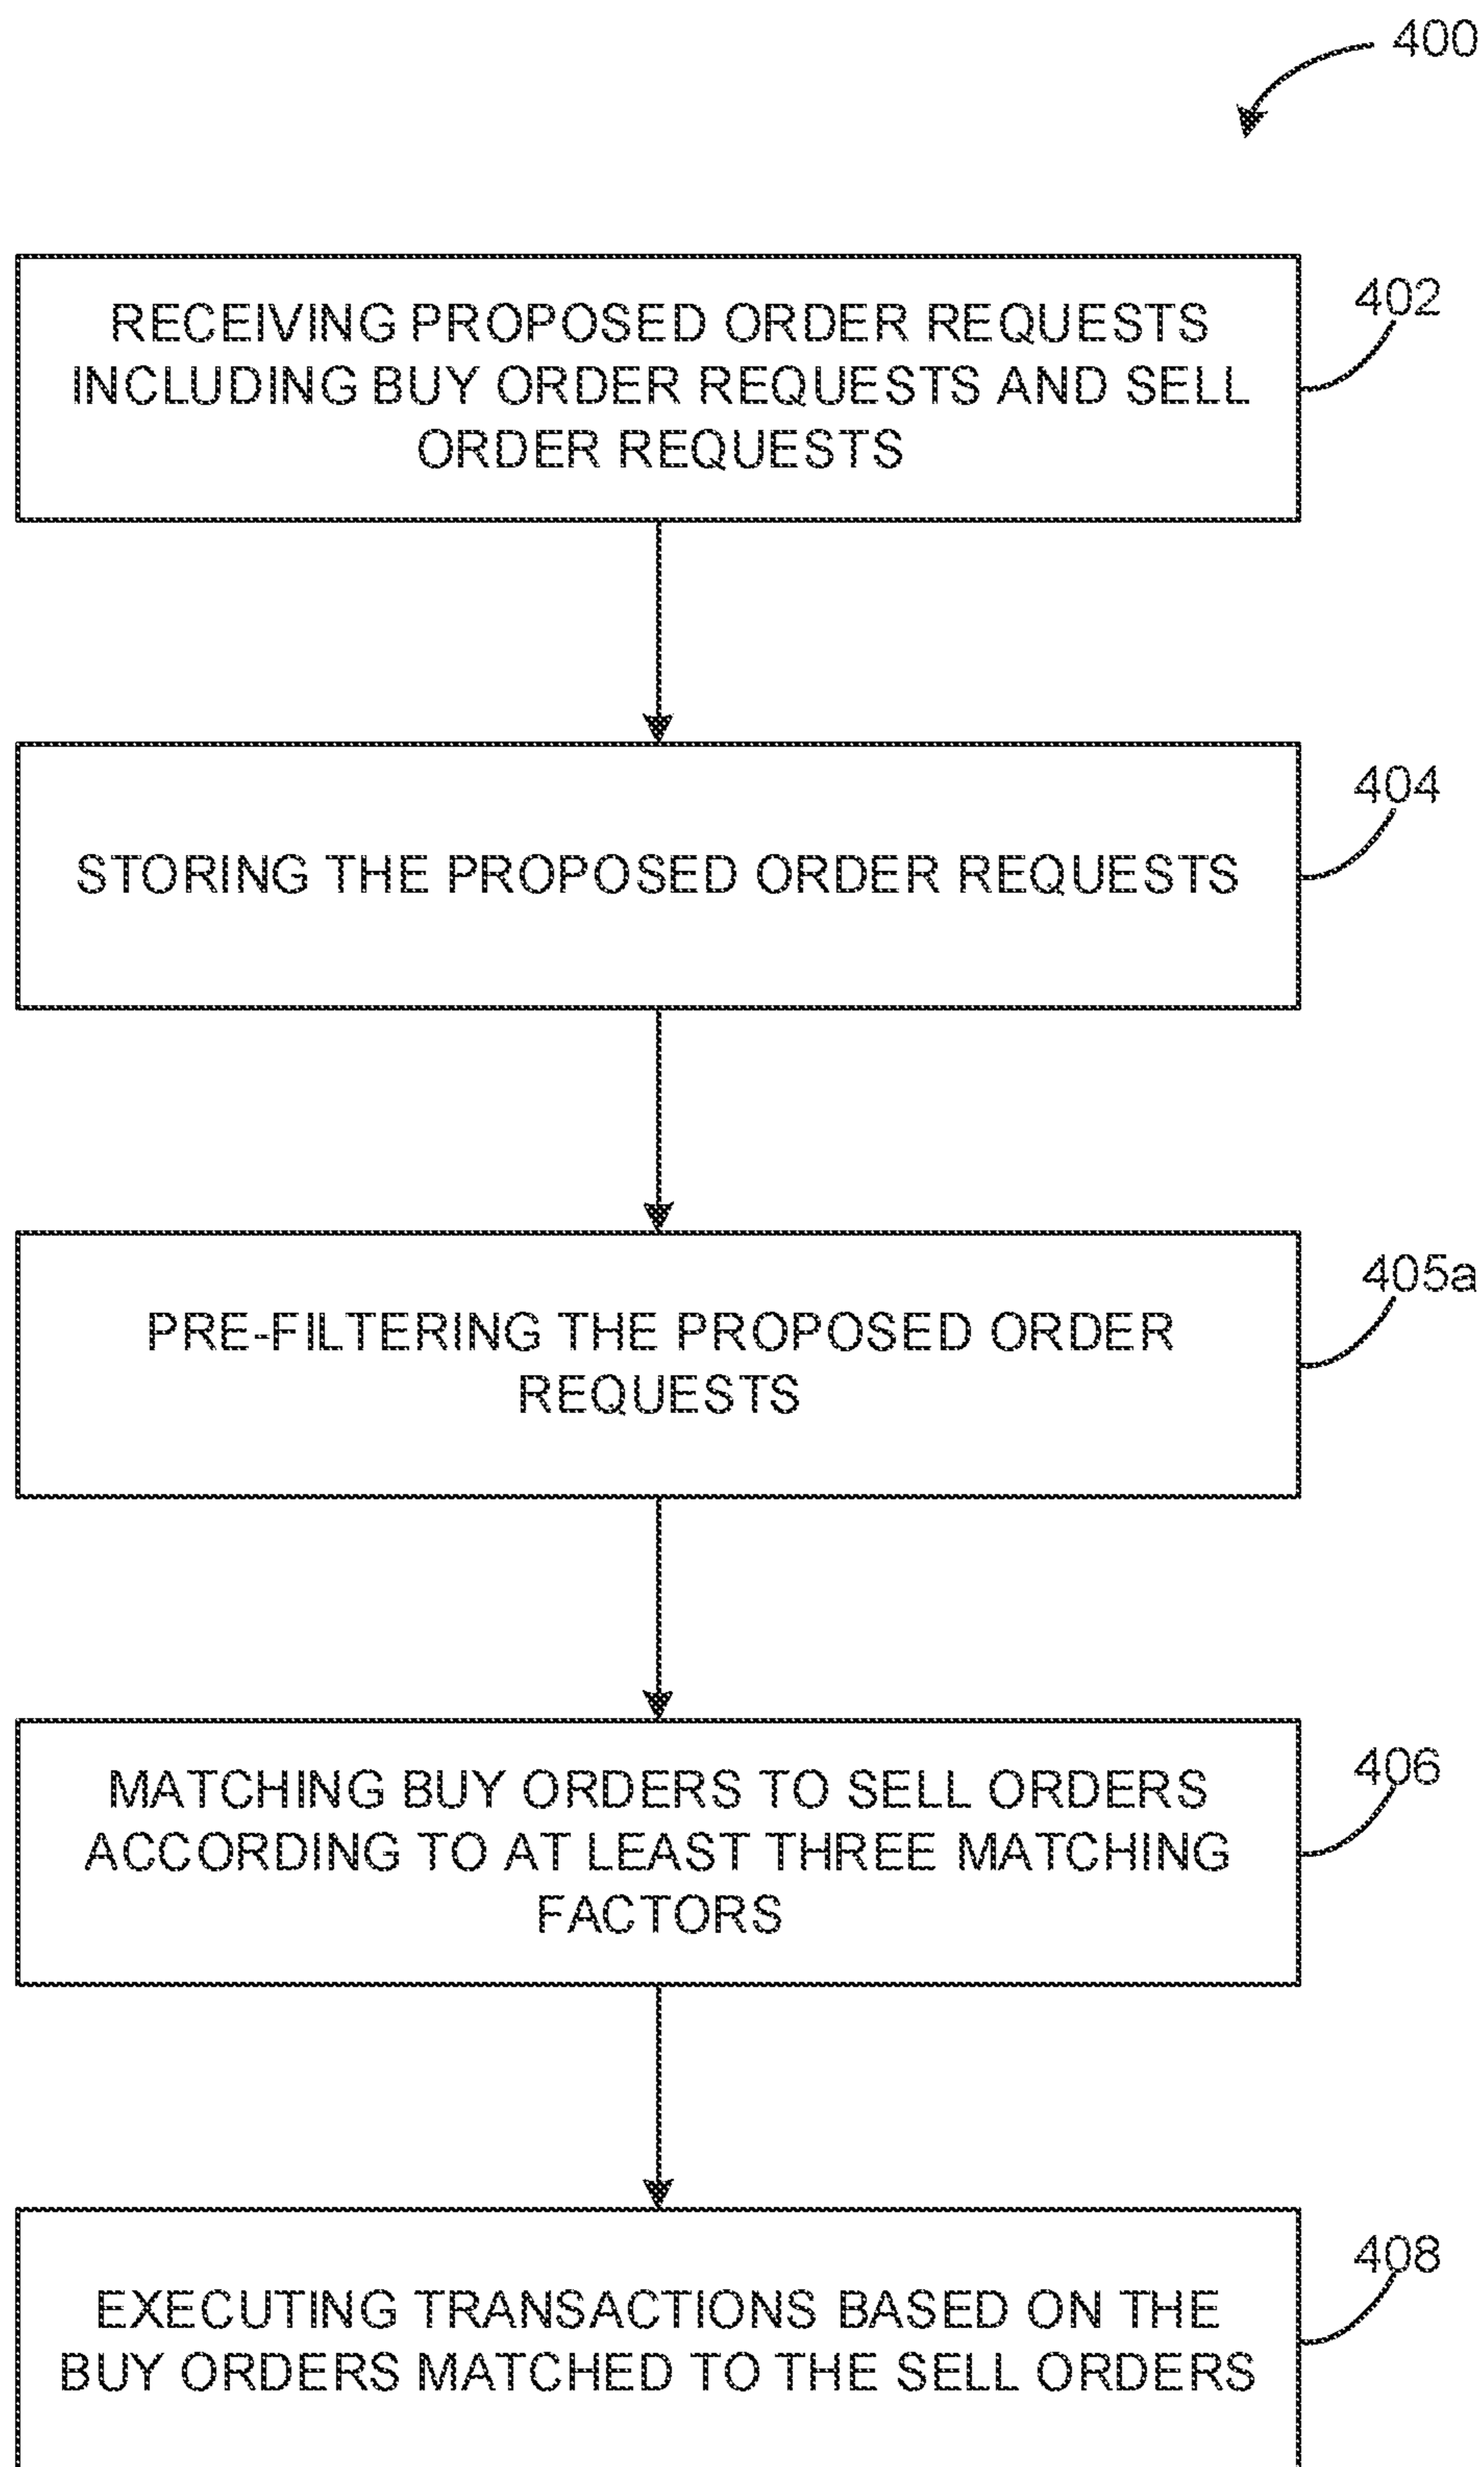 400
RECEIVING PROPOSED ORDER REQUESTS
INCLUDING BUY ORDER REQUESTS AND SELL
ORDER REQUESTS
402
STORING THE PROPOSED ORDER REQUESTS
404
PRE-FILTERING THE PROPOSED ORDER
REQUESTS
405a
MATCHING BUY ORDERS TO SELL ORDERS
ACCORDING TO AT LEAST THREE MATCHING
FACTORS
406
EXECUTING TRANSACTIONS BASED ON THE
BUY ORDERS MATCHED TO THE SELL ORDERS
408